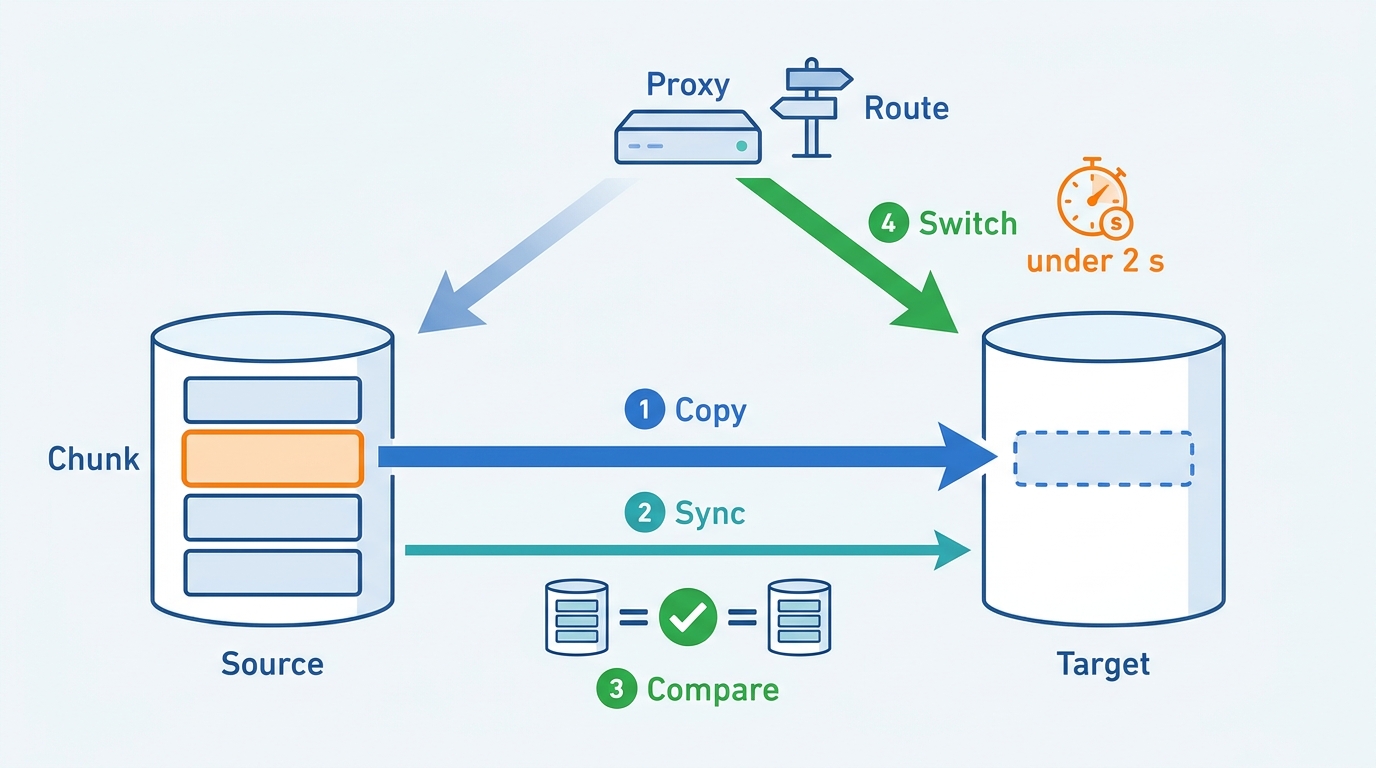 Proxy
Route
4 Switch
s
under 2 s
1 Copy
Chunk
2 Sync
3 Compare
Source
Target